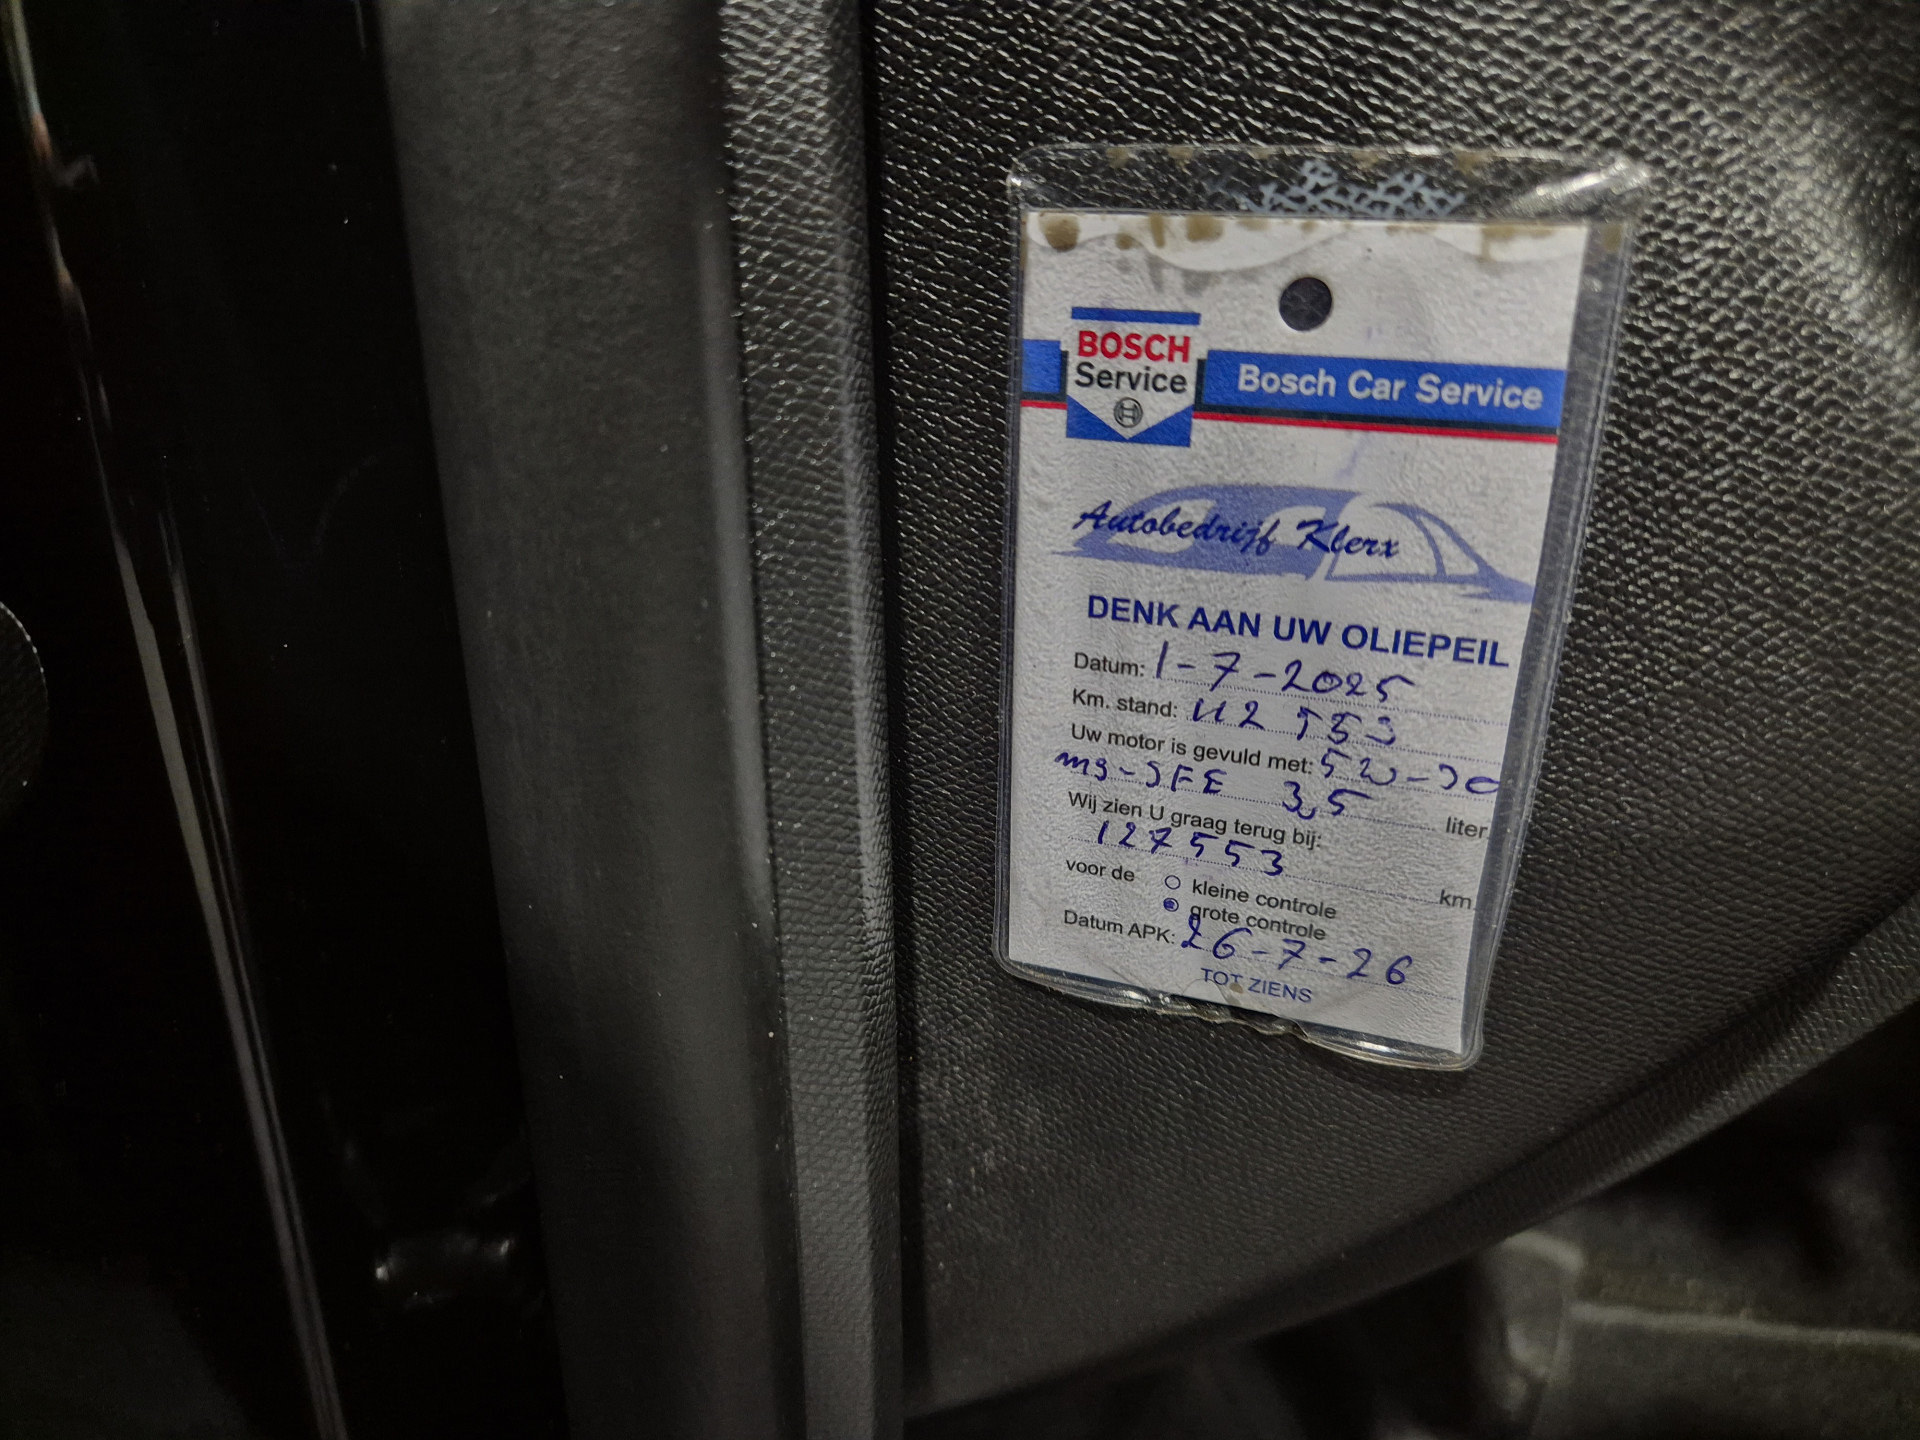 BOSCH
Service
Bosch Car Service
Autobedrijf Klerx
DENK AAN UW OLIEPEIL
Datum: 1-7-2025
Km. stand: 112 553
Uw motor is gevuld met: 5W-30
3,5 liter
Wij zien U graag terug bij:
127553 km.
voor de kleine controle
grote controle
Datum APK: 26-7-26
TOT ZIENS